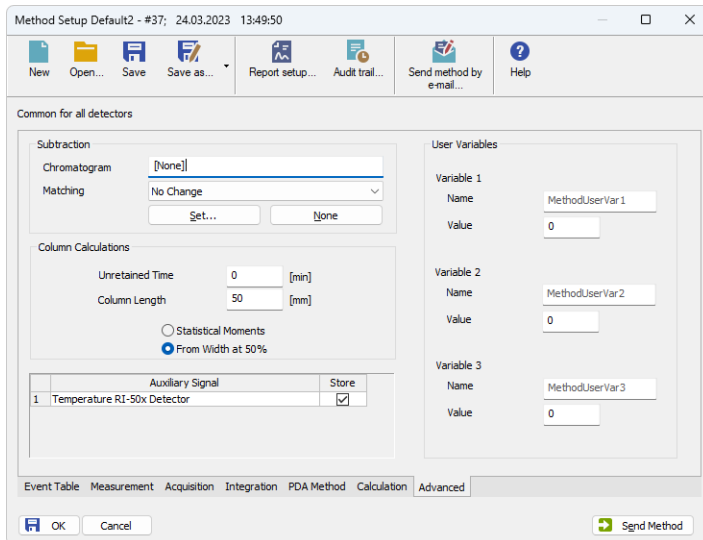 Method Setup Default2 - #37; 24.03.2023 13:49:50
New Open... Save Save as... Report setup... Audit trail... Send method by e-mail... Help
Common for all detectors
Subtraction
Chromatogram [None]
Matching No Change
Set... None
Column Calculations
Unretained Time 0 [min]
Column Length 50 [mm]
Statistical Moments
From Width at 50%
Auxiliary Signal Store
1 Temperature RI-50x Detector
User Variables
Variable 1
Name MethodUserVar1
Value 0
Variable 2
Name MethodUserVar2
Value 0
Variable 3
Name MethodUserVar3
Value 0
Event Table Measurement Acquisition Integration PDA Method Calculation Advanced
OK Cancel Send Method